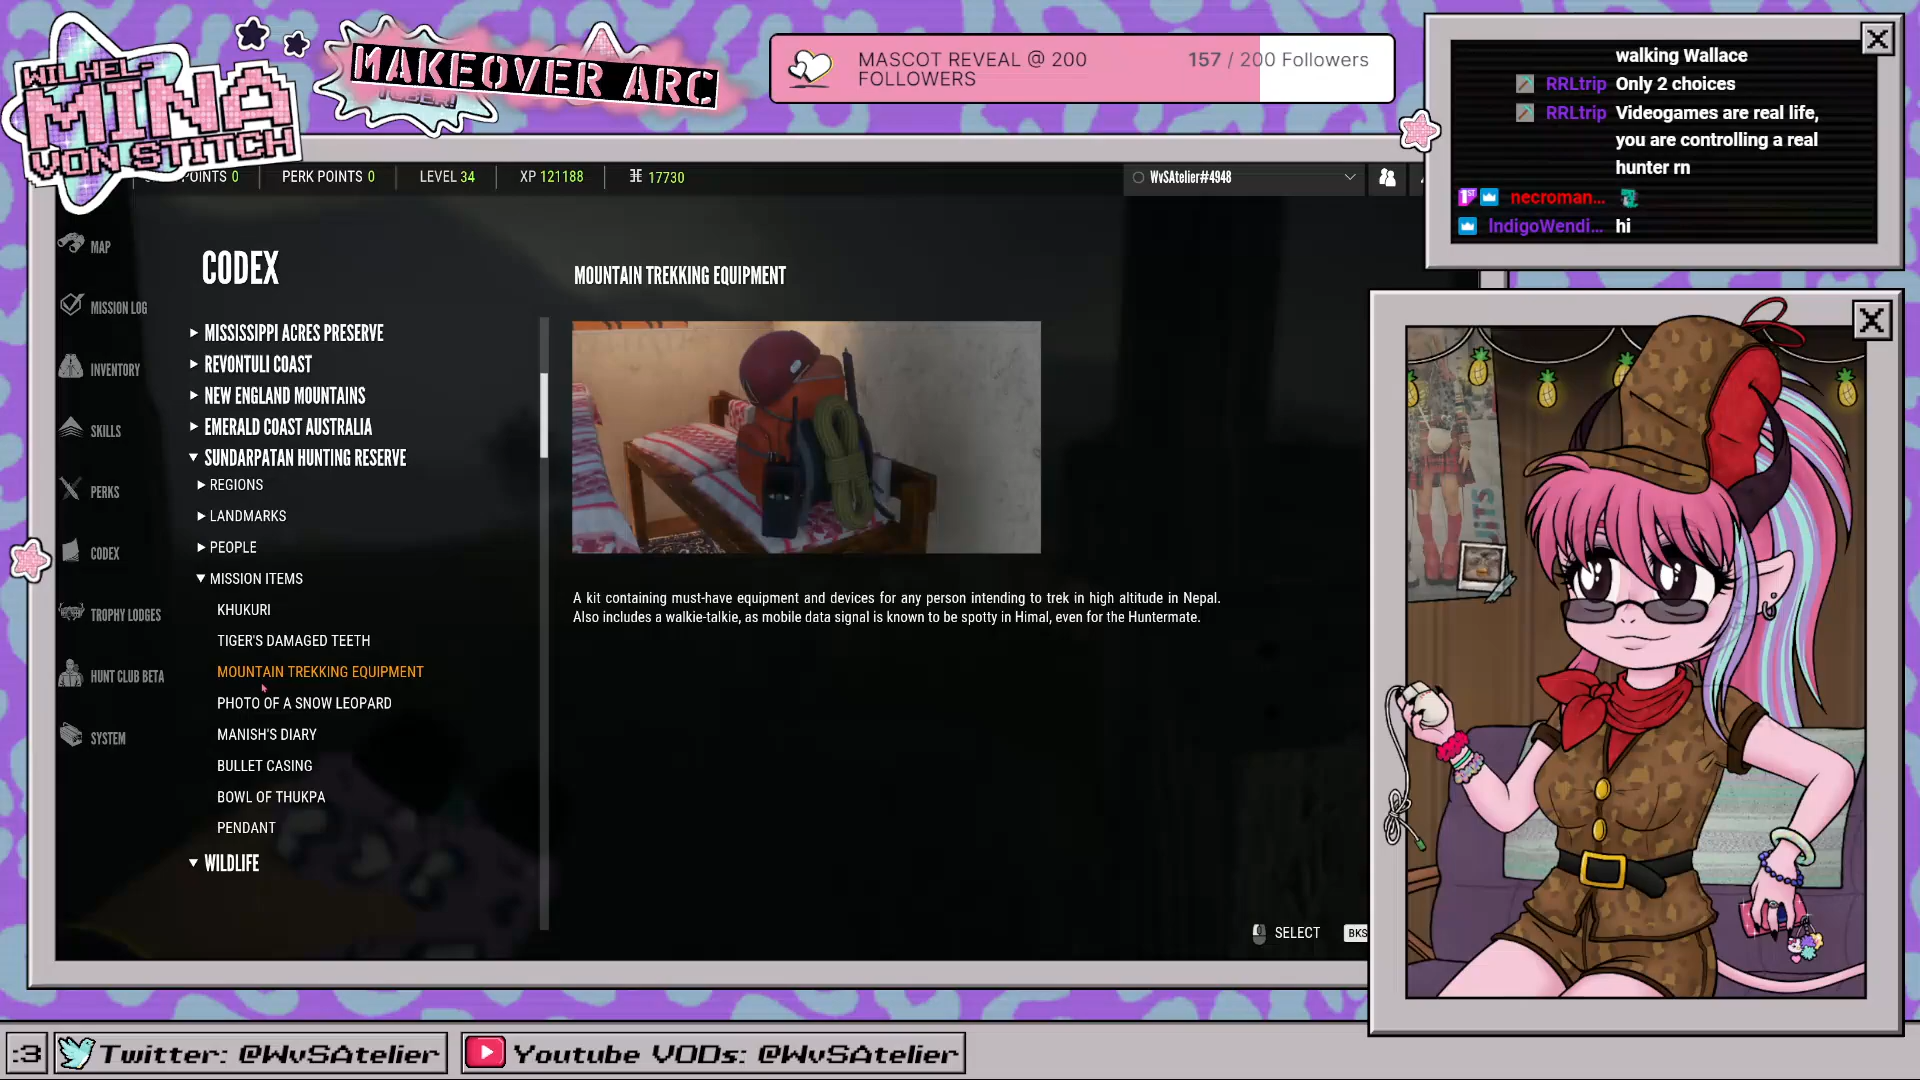 WILHEL-
MINA
VON STITCH
MAKEOVER ARC
TOBER!
MASCOT REVEAL @ 200
FOLLOWERS
157 / 200 Followers
walking Wallace
RRLtrip Only 2 choices
RRLtrip Videogames are real life,
you are controlling a real
hunter rn
necroman...
IndigoWendi... hi
POINTS 0
PERK POINTS 0
LEVEL 34
XP 121188
17730
WvSAtelier#4948
MAP
MISSION LOG
INVENTORY
SKILLS
PERKS
CODEX
TROPHY LODGES
HUNT CLUB BETA
SYSTEM
CODEX
MISSISSIPPI ACRES PRESERVE
REVONTULI COAST
NEW ENGLAND MOUNTAINS
EMERALD COAST AUSTRALIA
SUNDARPATAN HUNTING RESERVE
REGIONS
LANDMARKS
PEOPLE
MISSION ITEMS
KHUKURI
TIGER'S DAMAGED TEETH
MOUNTAIN TREKKING EQUIPMENT
PHOTO OF A SNOW LEOPARD
MANISH'S DIARY
BULLET CASING
BOWL OF THUKPA
PENDANT
WILDLIFE
MOUNTAIN TREKKING EQUIPMENT
A kit containing must-have equipment and devices for any person intending to trek in high altitude in Nepal.
Also includes a walkie-talkie, as mobile data signal is known to be spotty in Himal, even for the Huntermate.
SELECT
BKS
:3
Twitter: @WvSAtelier
Youtube VODs: @WvSAtelier